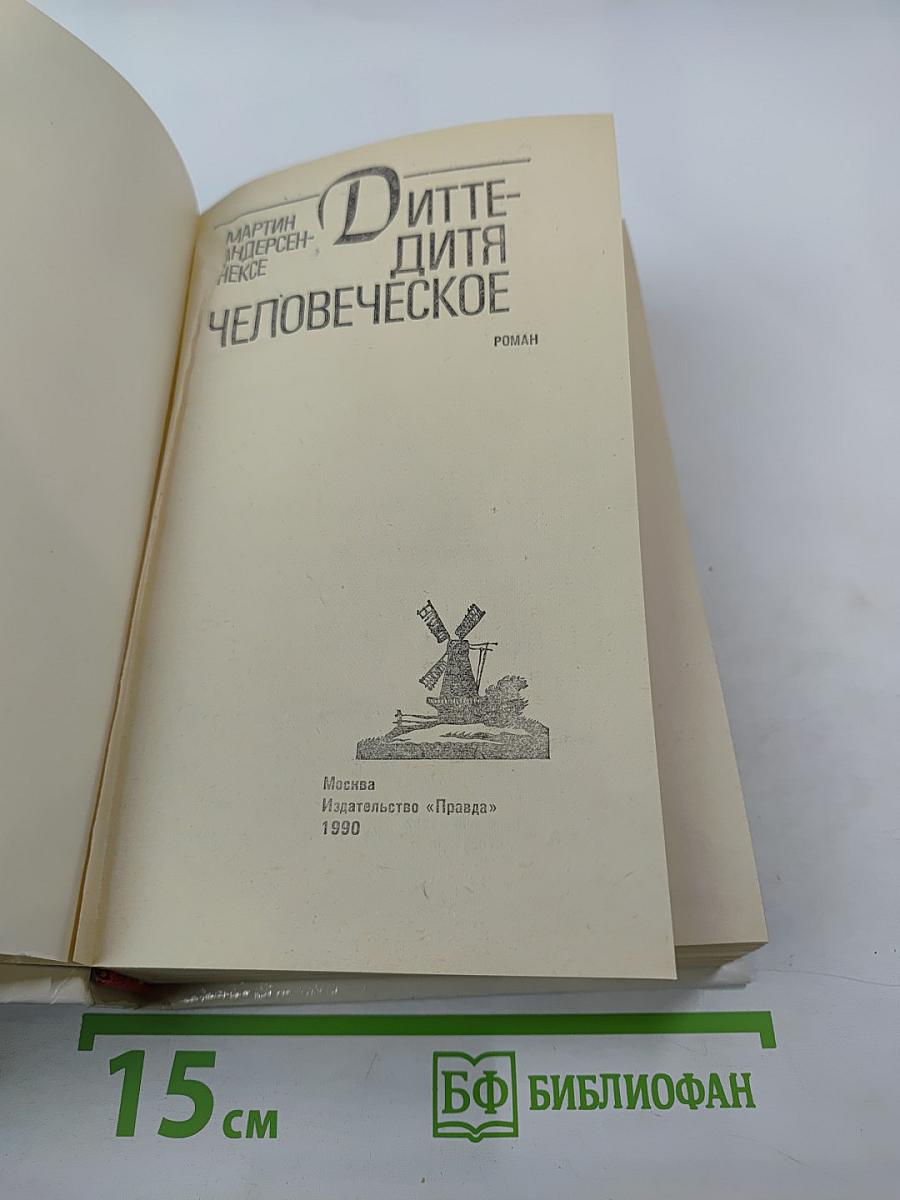 МАРТИН
АНДЕРСЕН-
НЕКСЕ
ДИТТЕ-
ДИТЯ
ЧЕЛОВЕЧЕСКОЕ
РОМАН
Москва
Издательство «Правда»
1990
15 см
БФ БИБЛИОФАН